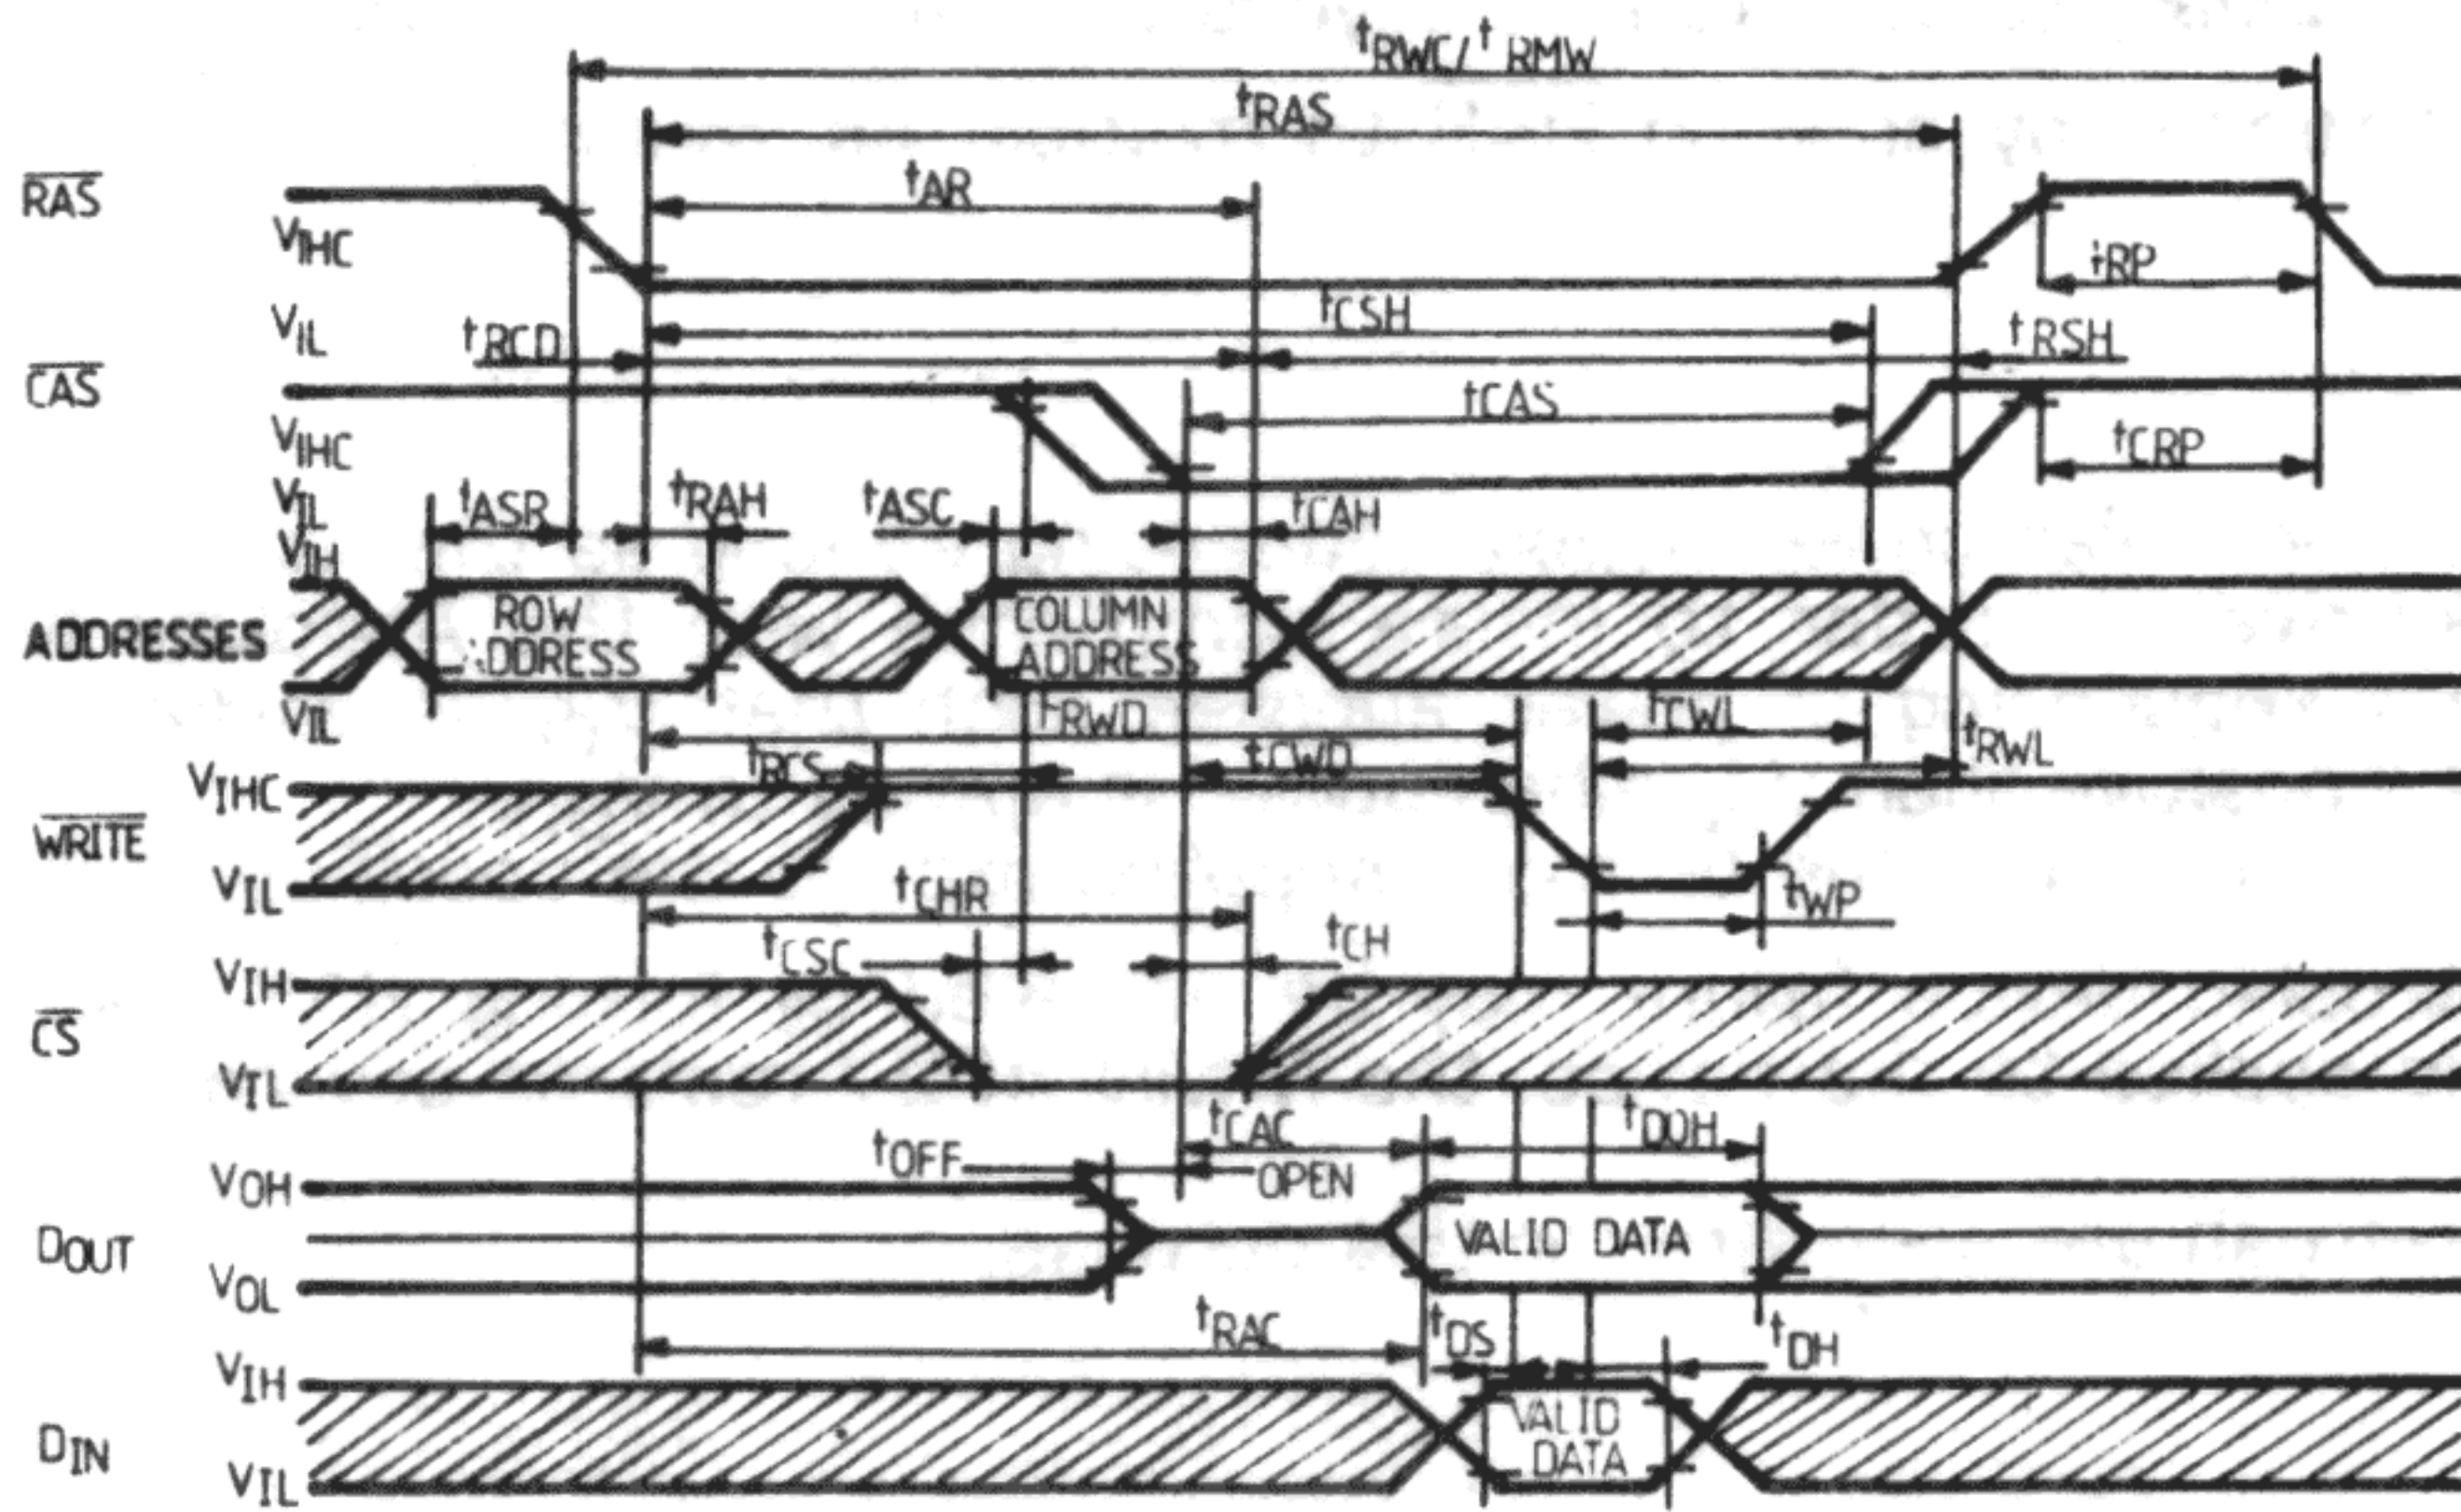 tRWC/tRMW
tRAS
RAS
tAR
VIHC
tRP
tCSH
VIL
tRCD
tRSH
CAS
tCAS
VIHC
tCRP
VIL
tASR
tRAH
tASC
tCAH
VIH
ADDRESSES
ROW
ADDRESS
COLUMN
ADDRESS
VIL
tRWD
tCWL
tRCS
tCWD
tRWL
VIHC
WRITE
VIL
tCHR
tWP
tCSC
tCH
VIH
CS
VIL
tCAC
tDOH
tOFF
OPEN
VOH
DOUT
VALID DATA
VOL
tRAC
tDS
tDH
VIH
DIN
VALID
DATA
VIL